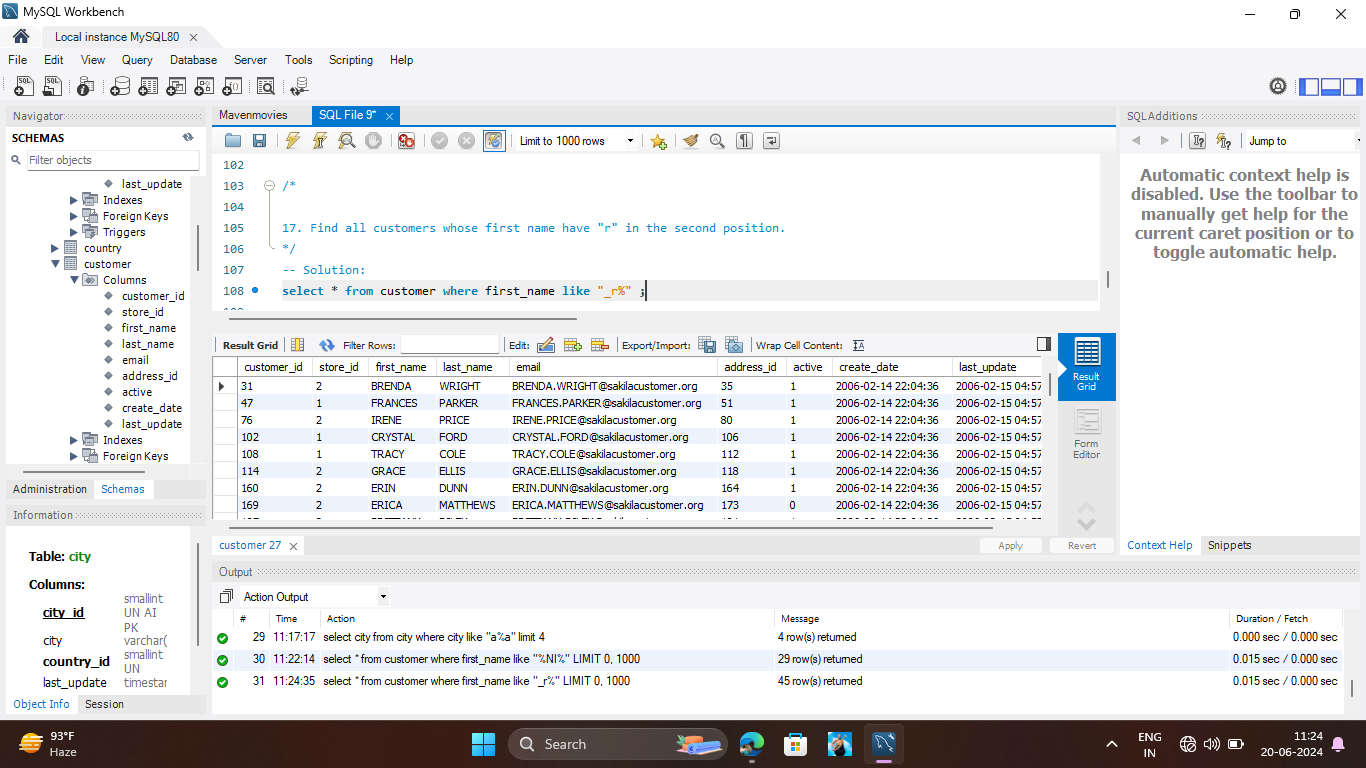 MySQL Workbench
Local instance MySQL80
File Edit View Query Database Server Tools Scripting Help
Navigator
SCHEMAS
Filter objects
last_update
Indexes
Foreign Keys
Triggers
country
customer
Columns
customer_id
store_id
first_name
last_name
email
address_id
active
create_date
last_update
Indexes
Foreign Keys
Administration Schemas
Information
Table: city
Columns:
city_id smallint UN AI PK
city varchar(
country_id smallint UN
last_update timestar
Object Info Session
Mavenmovies SQL File 9*
Limit to 1000 rows
102
103 /*
104
105 17. Find all customers whose first name have "r" in the second position.
106 */
107 -- Solution:
108 select * from customer where first_name like "_r%" ;
Result Grid Filter Rows: Edit: Export/Import: Wrap Cell Content:
customer_id store_id first_name last_name email address_id active create_date last_update
31 2 BRENDA WRIGHT BRENDA.WRIGHT@sakilacustomer.org 35 1 2006-02-14 22:04:36 2006-02-15 04:57
47 1 FRANCES PARKER FRANCES.PARKER@sakilacustomer.org 51 1 2006-02-14 22:04:36 2006-02-15 04:57
76 2 IRENE PRICE IRENE.PRICE@sakilacustomer.org 80 1 2006-02-14 22:04:36 2006-02-15 04:57
102 1 CRYSTAL FORD CRYSTAL.FORD@sakilacustomer.org 106 1 2006-02-14 22:04:36 2006-02-15 04:57
108 1 TRACY COLE TRACY.COLE@sakilacustomer.org 112 1 2006-02-14 22:04:36 2006-02-15 04:57
114 2 GRACE ELLIS GRACE.ELLIS@sakilacustomer.org 118 1 2006-02-14 22:04:36 2006-02-15 04:57
160 2 ERIN DUNN ERIN.DUNN@sakilacustomer.org 164 1 2006-02-14 22:04:36 2006-02-15 04:57
169 2 ERICA MATTHEWS ERICA.MATTHEWS@sakilacustomer.org 173 0 2006-02-14 22:04:36 2006-02-15 04:57
Result Grid
Form Editor
customer 27 Apply Revert
SQLAdditions
Jump to
Automatic context help is
disabled. Use the toolbar to
manually get help for the
current caret position or to
toggle automatic help.
Context Help Snippets
Output
Action Output
# Time Action Message Duration / Fetch
29 11:17:17 select city from city where city like "a%a" limit 4 4 row(s) returned 0.000 sec / 0.000 sec
30 11:22:14 select * from customer where first_name like "%NI%" LIMIT 0, 1000 29 row(s) returned 0.015 sec / 0.000 sec
31 11:24:35 select * from customer where first_name like "_r%" LIMIT 0, 1000 45 row(s) returned 0.015 sec / 0.000 sec
93°F
Haze
Search
ENG
IN
11:24
20-06-2024